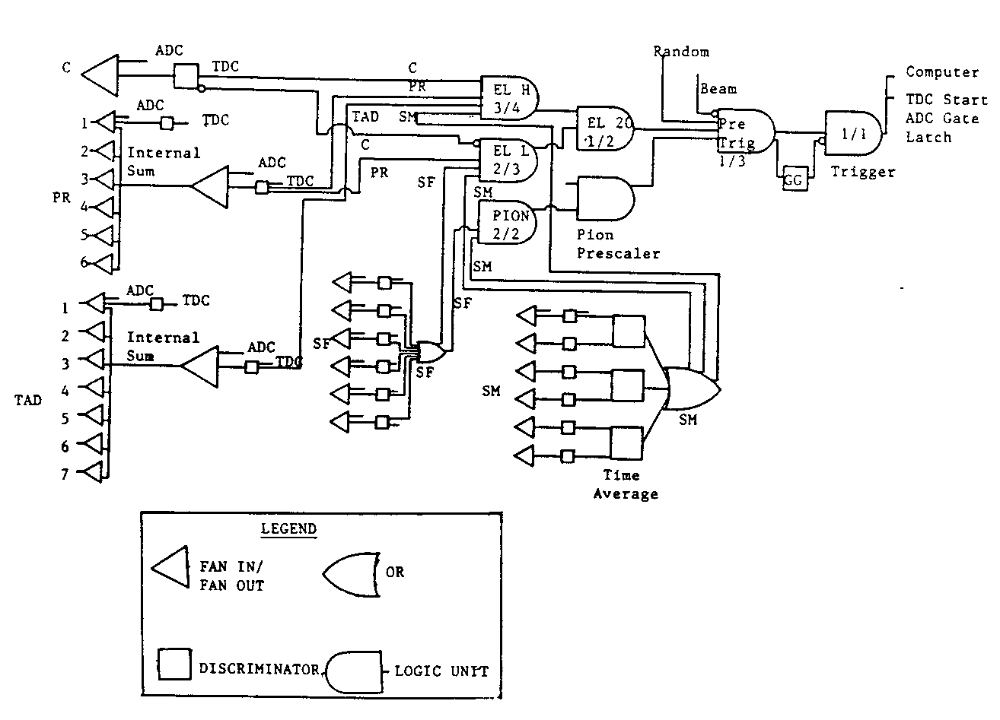 C
ADC
TDC
C
PR
EL H
3/4
TAD
SM
Random
Beam
Computer
TDC Start
ADC Gate
Latch
1
ADC
TDC
2
Internal
Sum
3
ADC
TDC
PR
4
5
6
C
PR
EL L
2/3
SF
SM
EL 20
1/2
Pre
Trig
1/3
GG
1/1
Trigger
PION
2/2
Pion
Prescaler
SM
SF
1
ADC
TDC
2
Internal
Sum
3
ADC
TDC
TAD
4
5
6
7
SF
SF
SM
SM
Time
Average
LEGEND
FAN IN/
FAN OUT
OR
DISCRIMINATOR
LOGIC UNIT